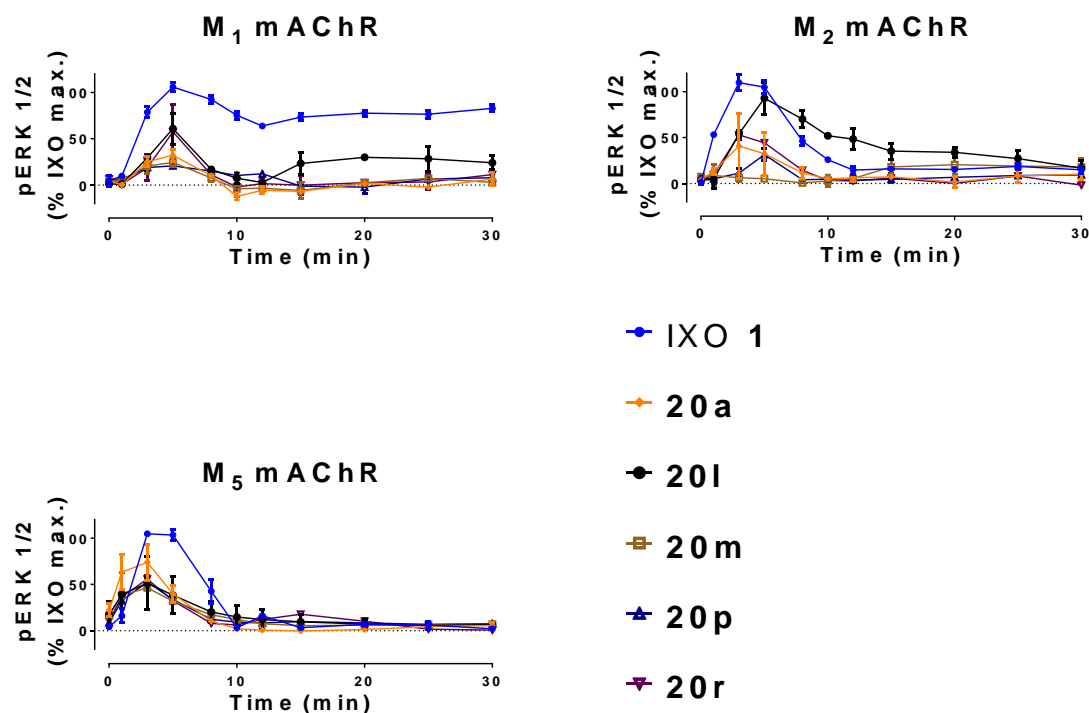 M1 mAChR
pERK 1/2
(% IXO max.)
100
50
0
0 10 20 30
Time (min)
M2 mAChR
pERK 1/2
(% IXO max.)
100
50
0
0 10 20 30
Time (min)
IXO 1
20a
20l
20m
20p
20r
M5 mAChR
pERK 1/2
(% IXO max.)
100
50
0
0 10 20 30
Time (min)